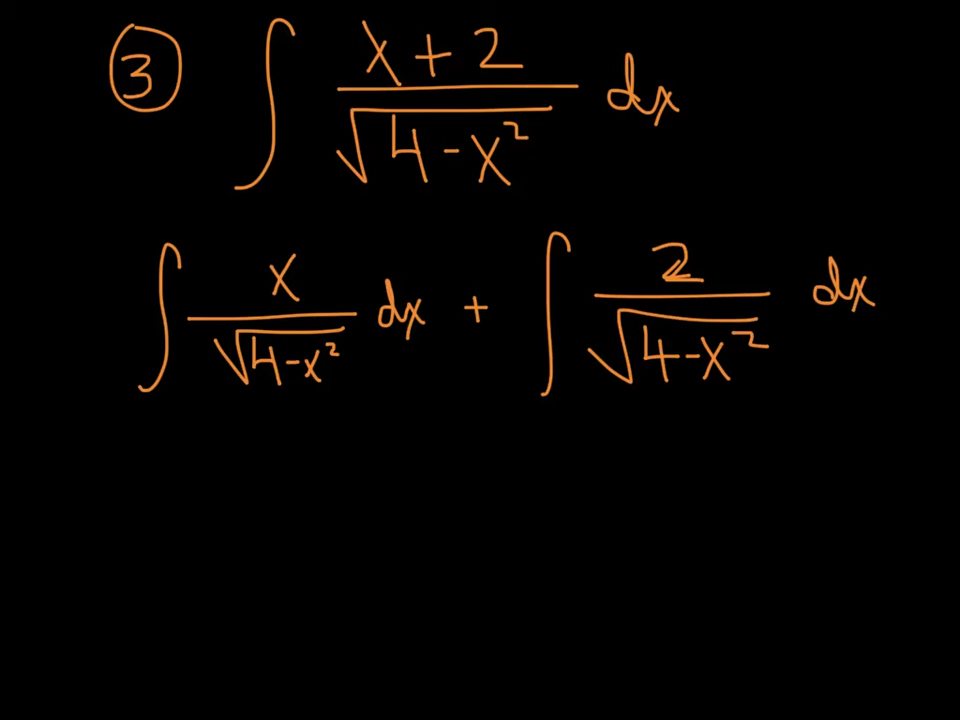 ③ ∫ x + 2 / √(4 - x²) dx
∫ x / √(4 - x²) dx + ∫ 2 / √(4 - x²) dx